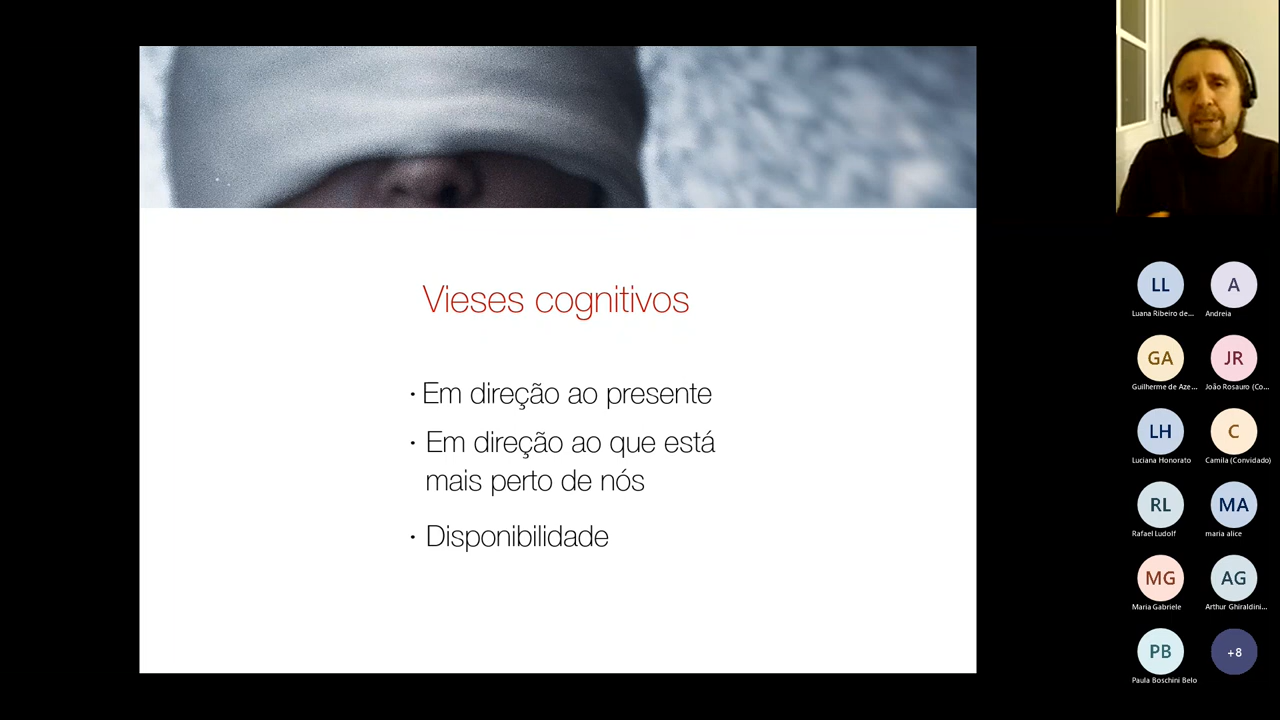 Vieses cognitivos
• Em direção ao presente
• Em direção ao que está
mais perto de nós
• Disponibilidade
LL
A
Luana Ribeiro de...
Andreia
GA
JR
Guilherme de Aze...
João Rosauro (Co...
LH
C
Luciana Honorato
Camila (Convidado)
RL
MA
Rafael Ludolf
maria alice
MG
AG
Maria Gabriele
Arthur Ghiraldini...
PB
+8
Paula Boschini Belo